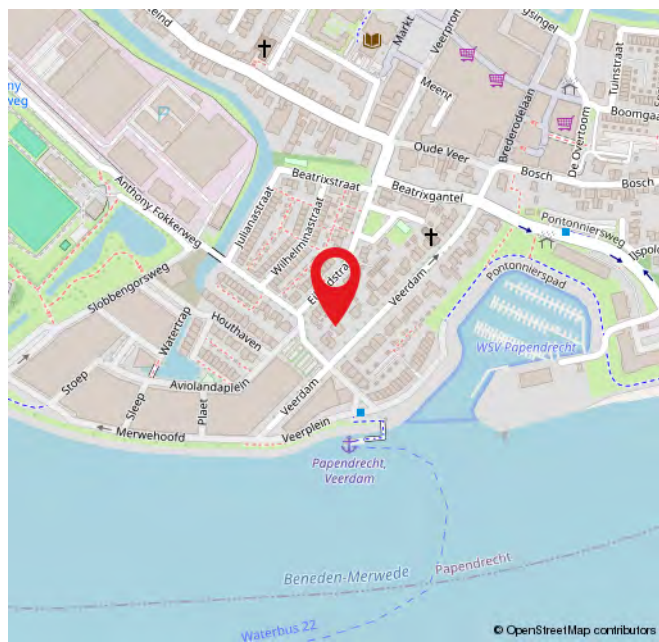 Markt
Veerpron
Meent
Tuinstraat
Boomga
Brederodelaan
De Overtoom
Oude Veer
Bosch
Bosch
Beatrixstraat
Beatrixgantel
Anthony Fokkerweg
Julianastraat
Wilhelminastraat
Pontonniersweg
Pontonnierspad
Veerdam
Slobbengorsweg
Houthaven
WSV Papendrecht
Watertrap
Aviolandaplein
Stoep
Sleep
Plaet
Veerdam
Merwehoofd
Veerplein
Papendrecht,
Veerdam
Beneden-Merwede
Papendrecht
Waterbus 22
© OpenStreetMap contributors